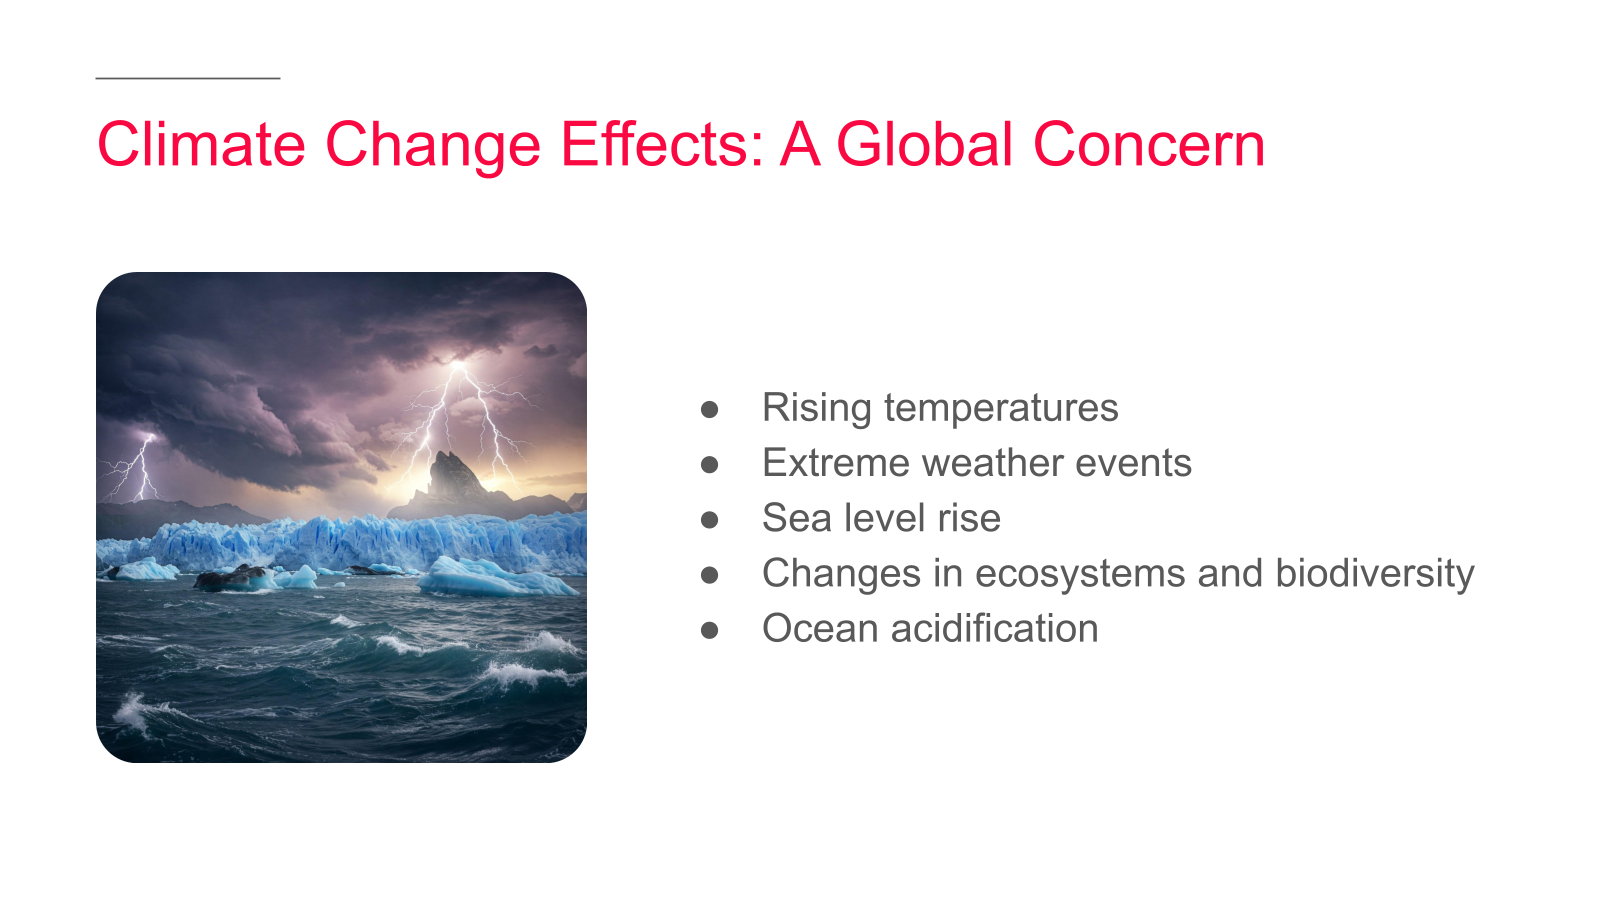 Climate Change Effects: A Global Concern
● Rising temperatures
● Extreme weather events
● Sea level rise
● Changes in ecosystems and biodiversity
● Ocean acidification